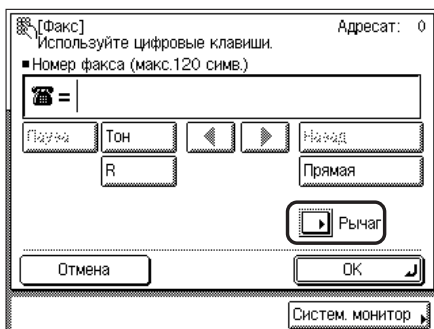 [Факс] Адресат: 0
Используйте цифровые клавиши.
■Номер факса (макс.120 симв.)
☎ =
Пауза Тон ◀ ▶ Назад
R Прямая
Рычаг
Отмена OK
Систем. монитор